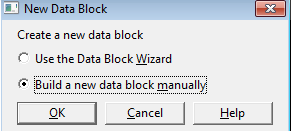 New Data Block
Create a new data block
Use the Data Block Wizard
Build a new data block manually
OK Cancel Help